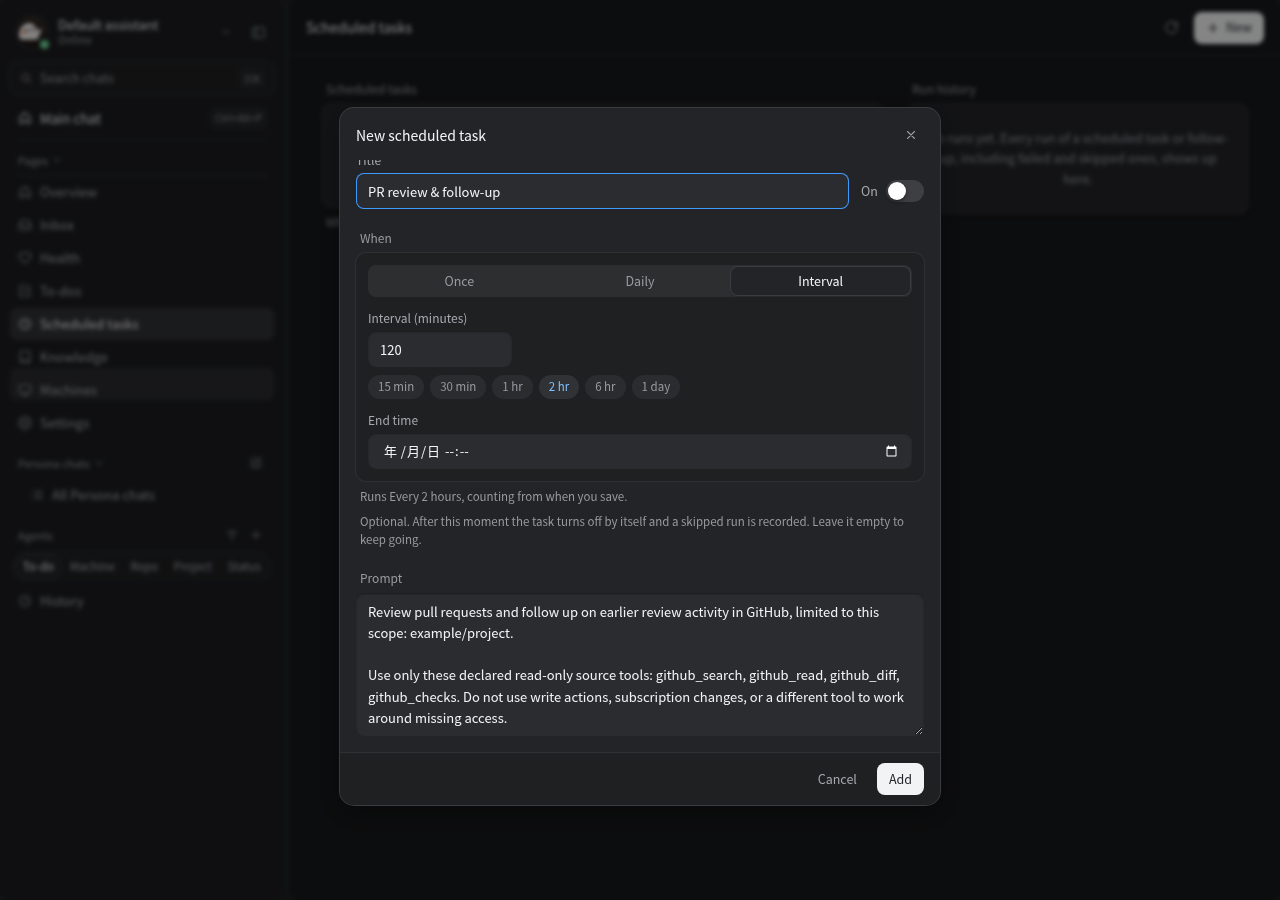 Default assistant
Online
Search chats
Main chat
Pages
Overview
Inbox
Health
To-dos
Scheduled tasks
Knowledge
Machines
Settings
Persona chats
All Persona chats
Agents
To-do Machine Repo Project Status
History
Scheduled tasks
New
Scheduled tasks
Run history
runs yet. Every run of a scheduled task or follow-
up, including failed and skipped ones, shows up
here.
New scheduled task
Title
PR review & follow-up
On
When
Once Daily Interval
Interval (minutes)
120
15 min 30 min 1 hr 2 hr 6 hr 1 day
End time
年 /月/日 --:--
Runs Every 2 hours, counting from when you save.
Optional. After this moment the task turns off by itself and a skipped run is recorded. Leave it empty to
keep going.
Prompt
Review pull requests and follow up on earlier review activity in GitHub, limited to this
scope: example/project.
Use only these declared read-only source tools: github_search, github_read, github_diff,
github_checks. Do not use write actions, subscription changes, or a different tool to work
around missing access.
Cancel Add